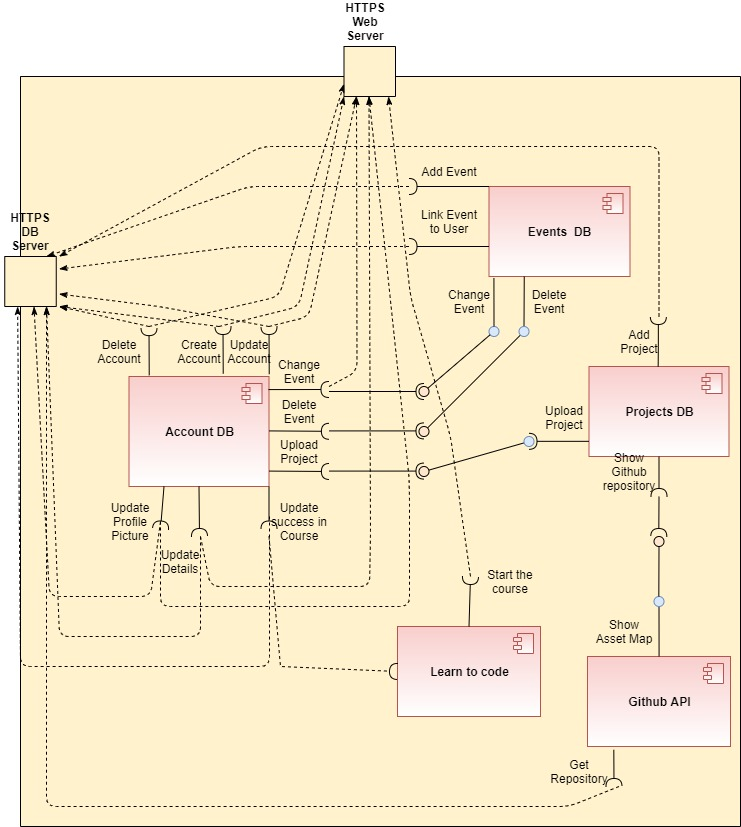 HTTPS
Web
Server
HTTPS
DB
Server
Add Event
Link Event
to User
Events  DB
Change
Event
Delete
Event
Delete
Account
Create
Account
Update
Account
Change
Event
Delete
Event
Upload
Project
Account DB
Add
Project
Upload
Project
Projects DB
Show
Github
repository
Update
Profile
Picture
Update
Details
Update
success in
Course
Start the
course
Learn to code
Show
Asset Map
Github API
Get
Repository